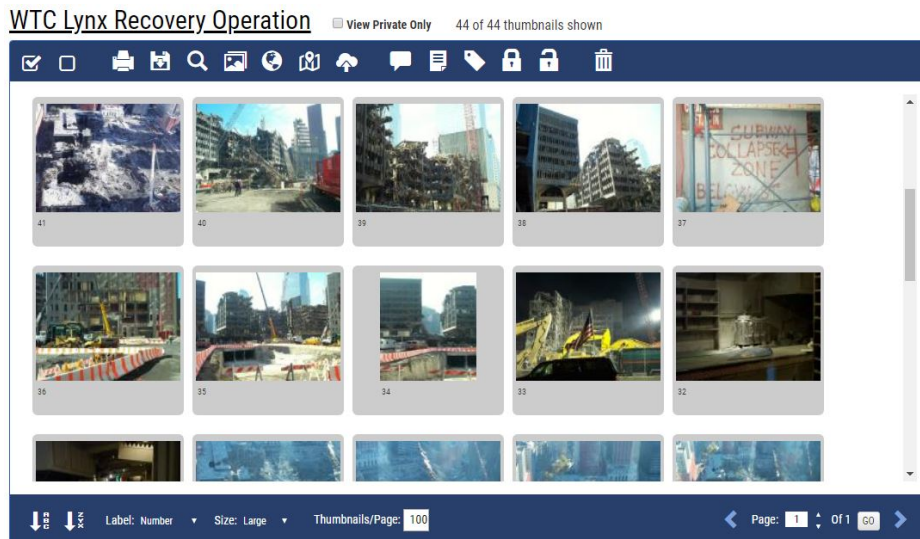 WTC Lynx Recovery Operation
View Private Only
44 of 44 thumbnails shown
SUBWAY
COLLAPSE
ZONE
BELOW
41
40
39
38
37
36
35
34
33
32
A
B
C
Z
Y
X
Label: Number
Size: Large
Thumbnails/Page: 100
Page: 1
Of 1
GO